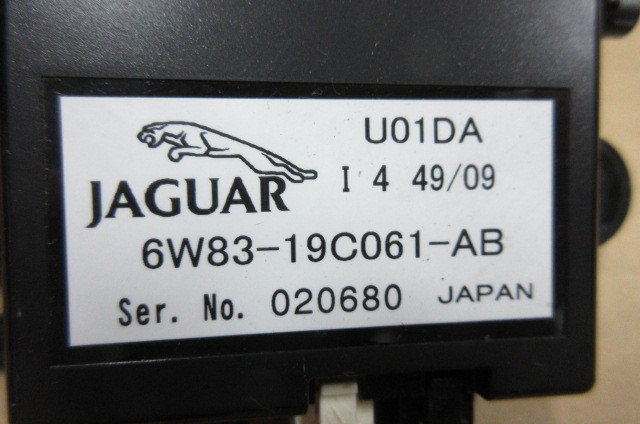 U01DA
JAGUAR I 4 49/09
6W83-19C061-AB
Ser. No. 020680 JAPAN